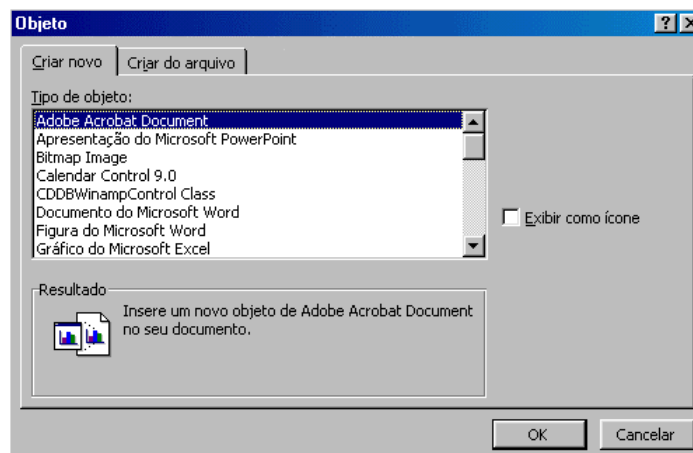 Objeto
Criar novo
Criar do arquivo
Tipo de objeto:
Adobe Acrobat Document
Apresentação do Microsoft PowerPoint
Bitmap Image
Calendar Control 9.0
CDDBWinampControl Class
Documento do Microsoft Word
Figura do Microsoft Word
Gráfico do Microsoft Excel
Exibir como ícone
Resultado
Insere um novo objeto de Adobe Acrobat Document
no seu documento.
OK
Cancelar